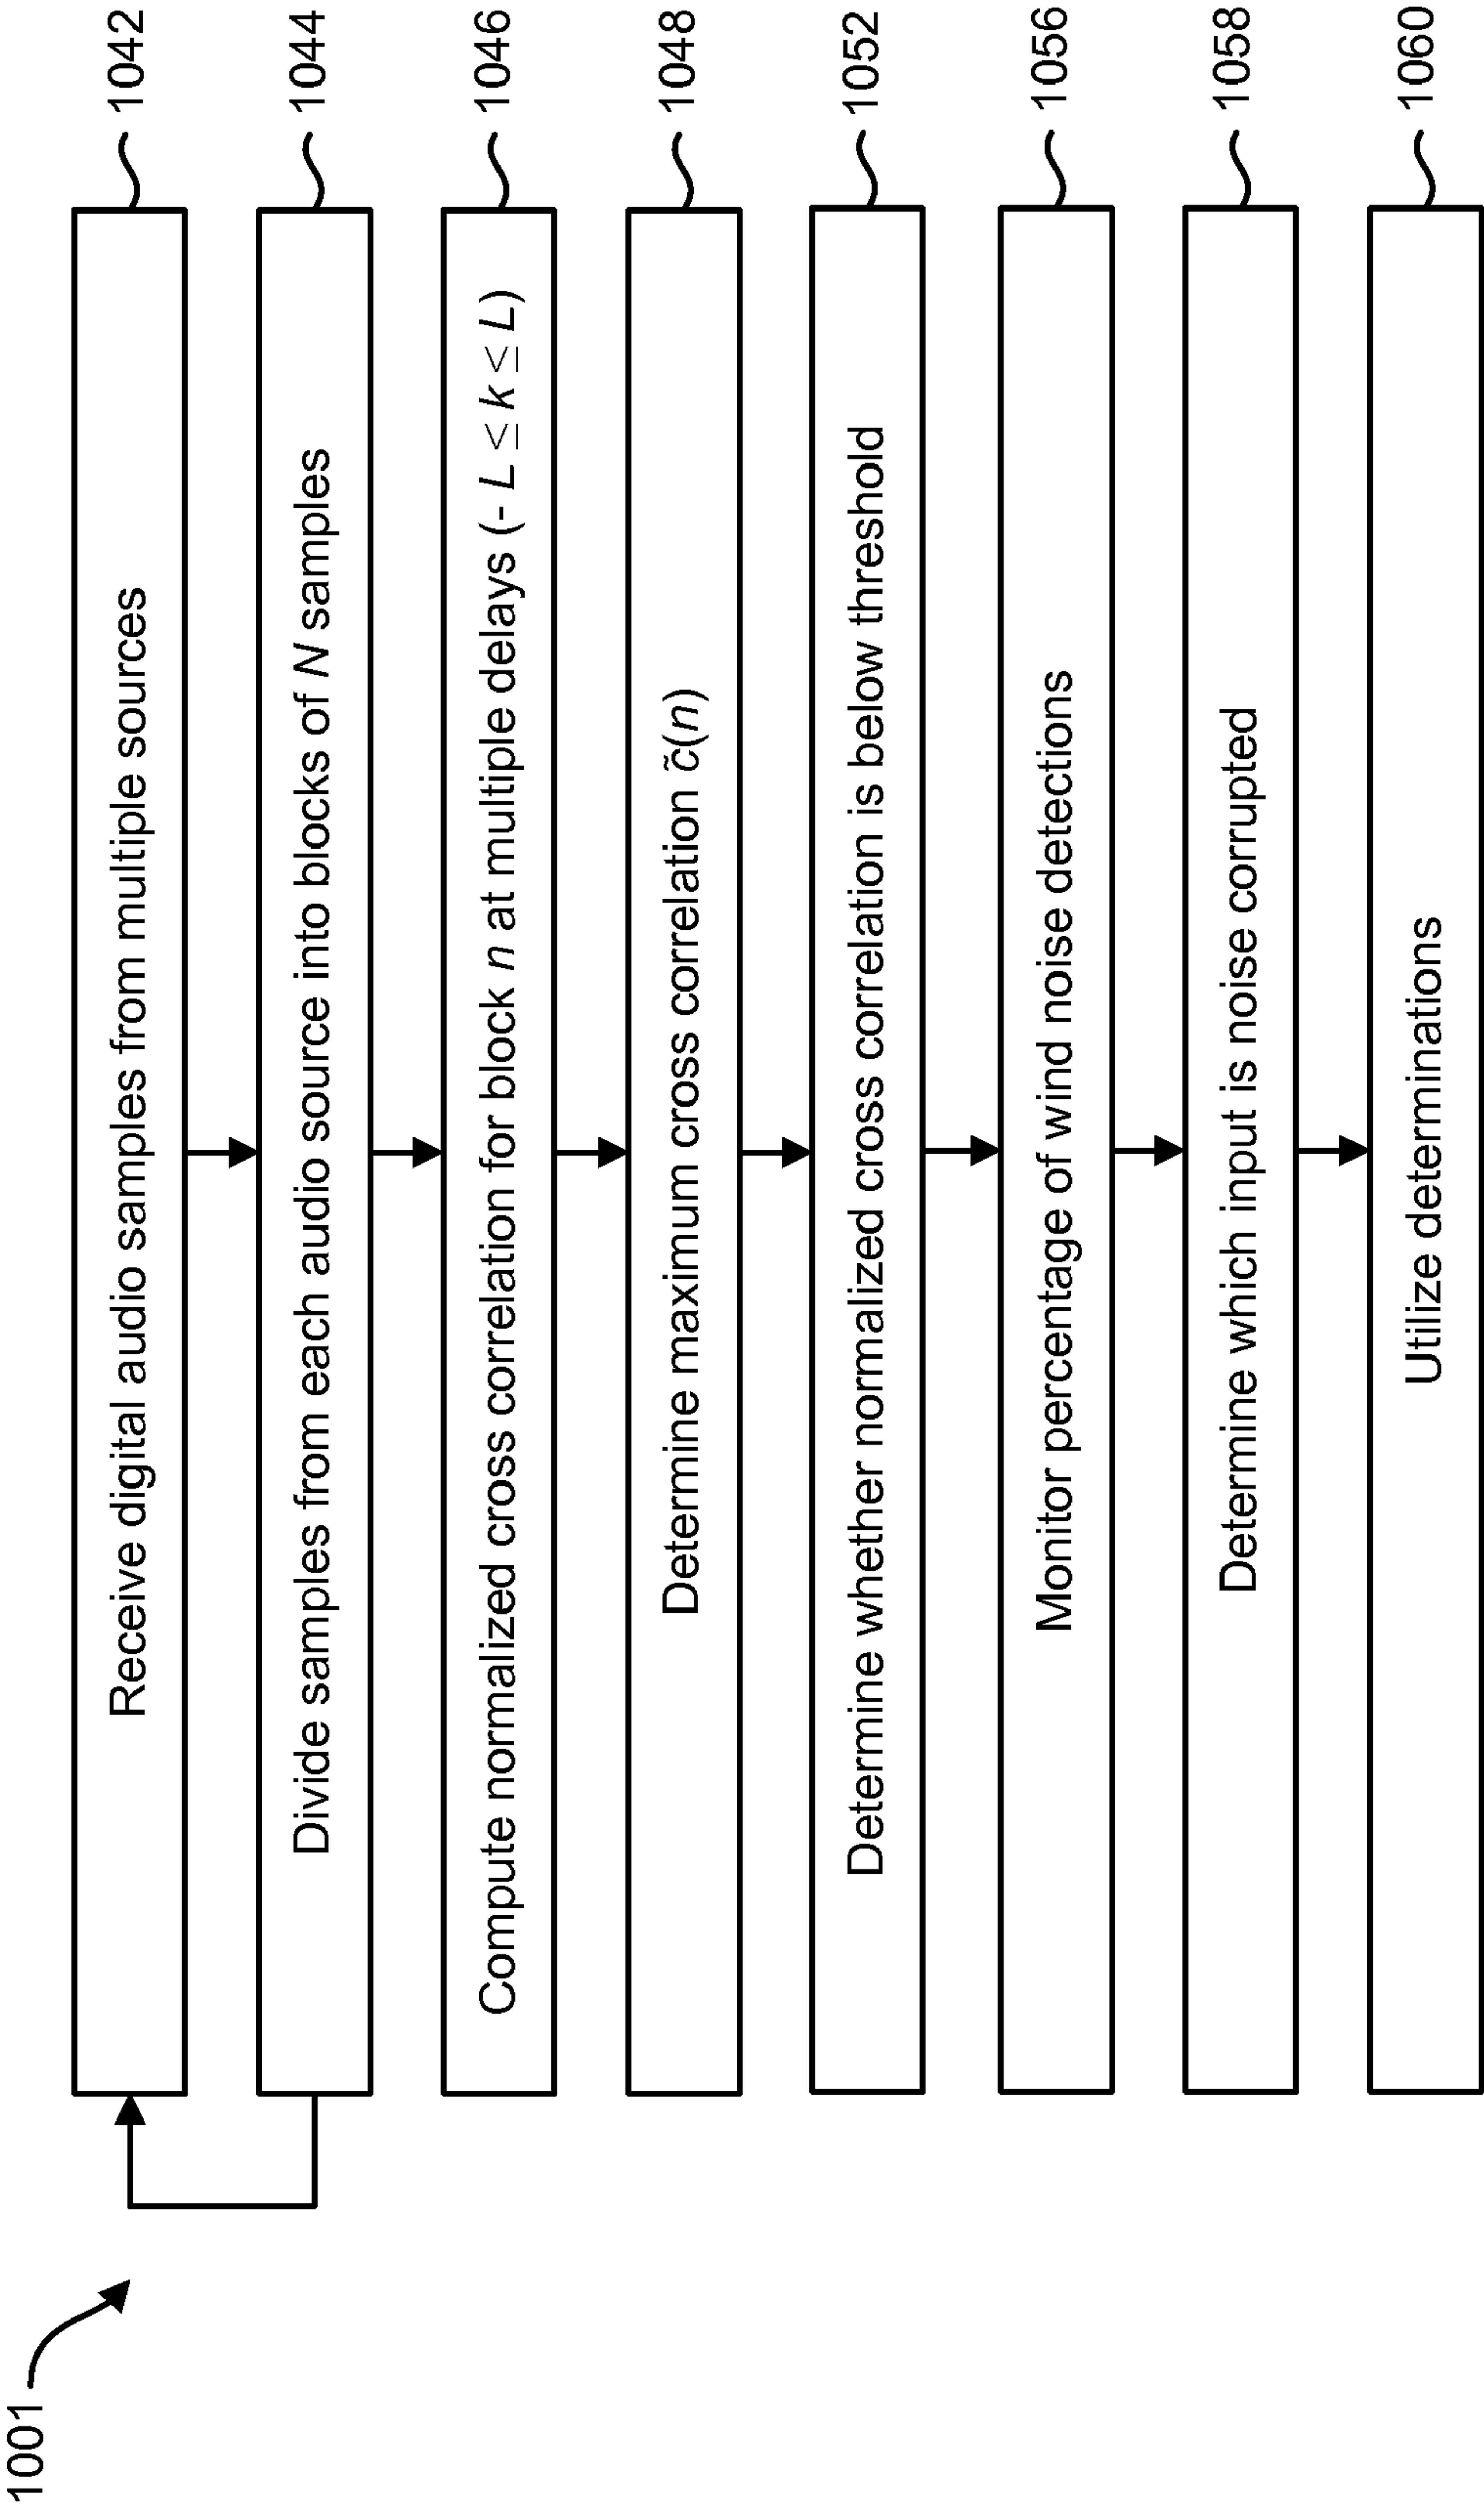 1001
Receive digital audio samples from multiple sources
1042
Divide samples from each audio source into blocks of N samples
1044
Compute normalized cross correlation for block n at multiple delays (- L ≤ k ≤ L)
1046
Determine maximum cross correlation c̃(n)
1048
Determine whether normalized cross correlation is below threshold
1052
Monitor percentage of wind noise detections
1056
Determine which input is noise corrupted
1058
Utilize determinations
1060